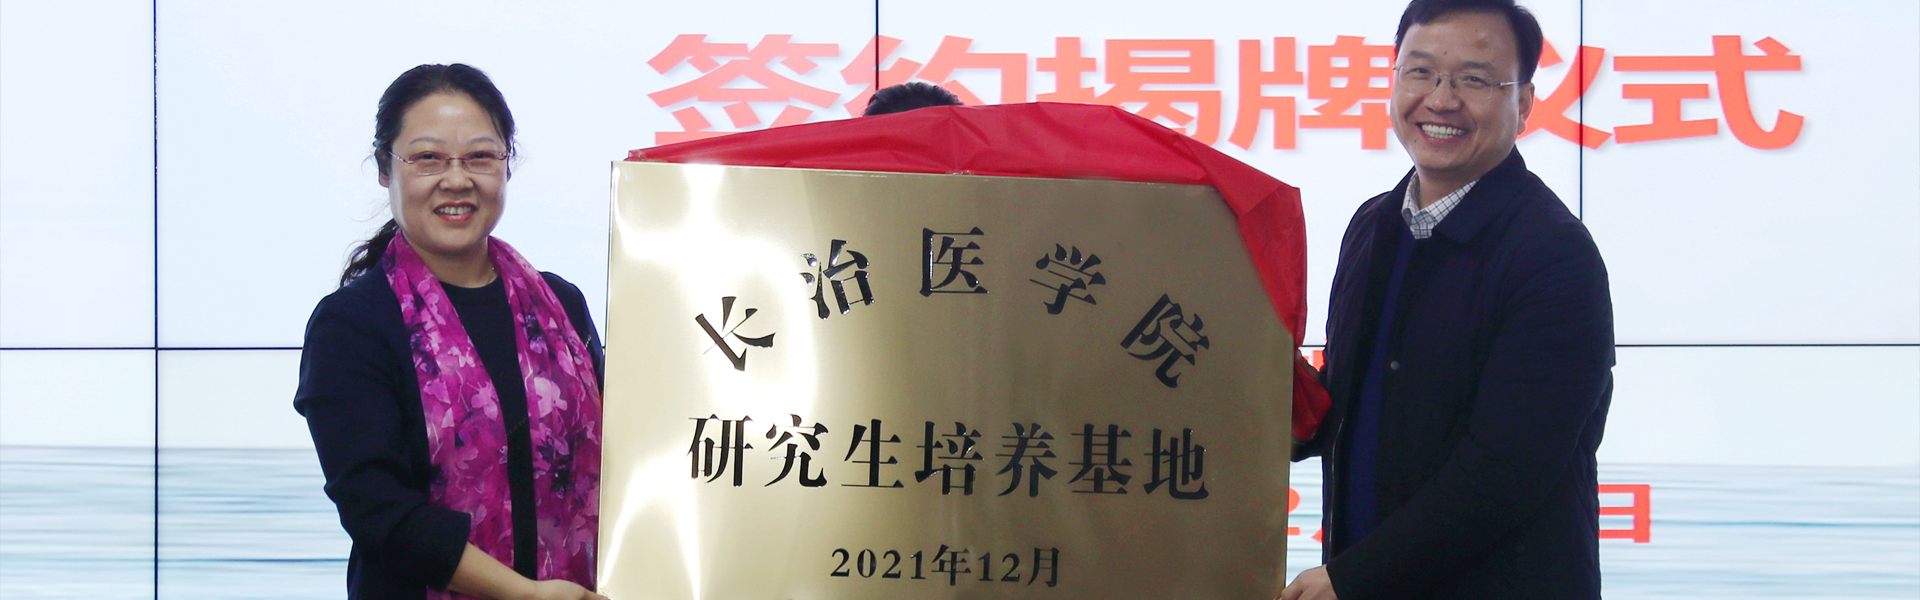 签约揭牌仪式
长治医学院
研究生培养基地
2021年12月
日